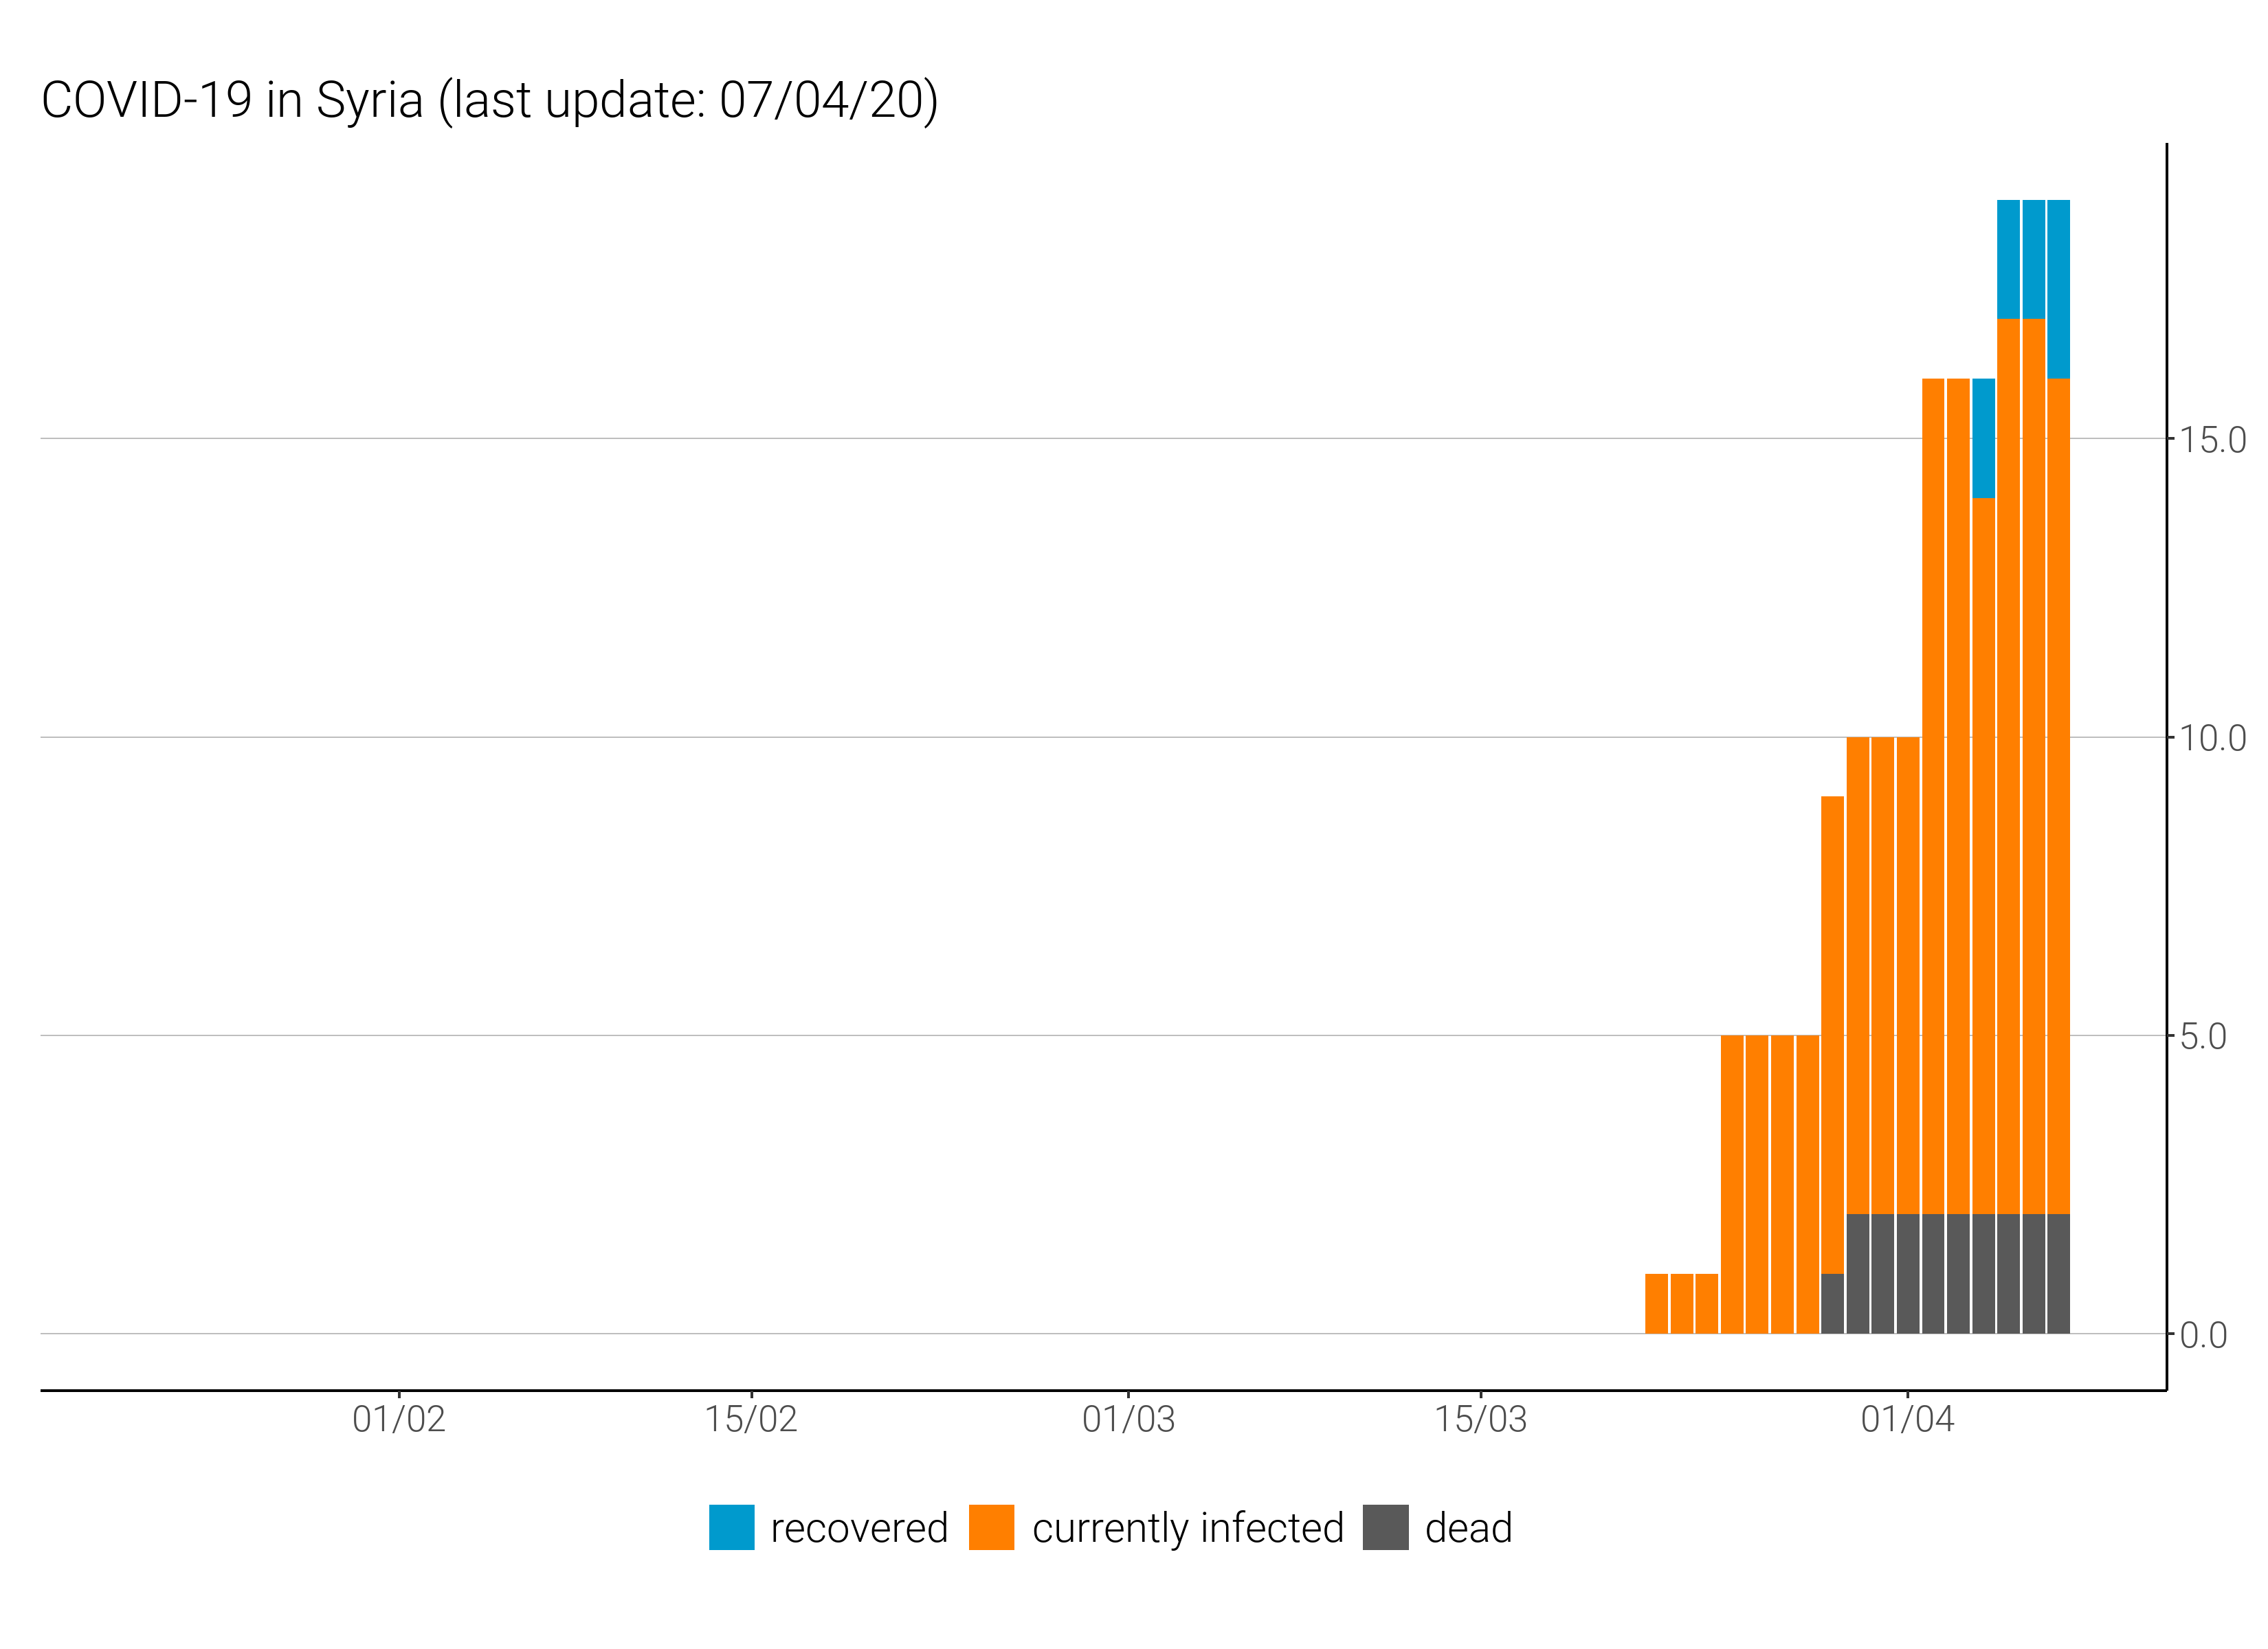 COVID-19 in Syria (last update: 07/04/20)
15.0
10.0
5.0
0.0
01/02 15/02 01/03 15/03 01/04
recovered currently infected dead